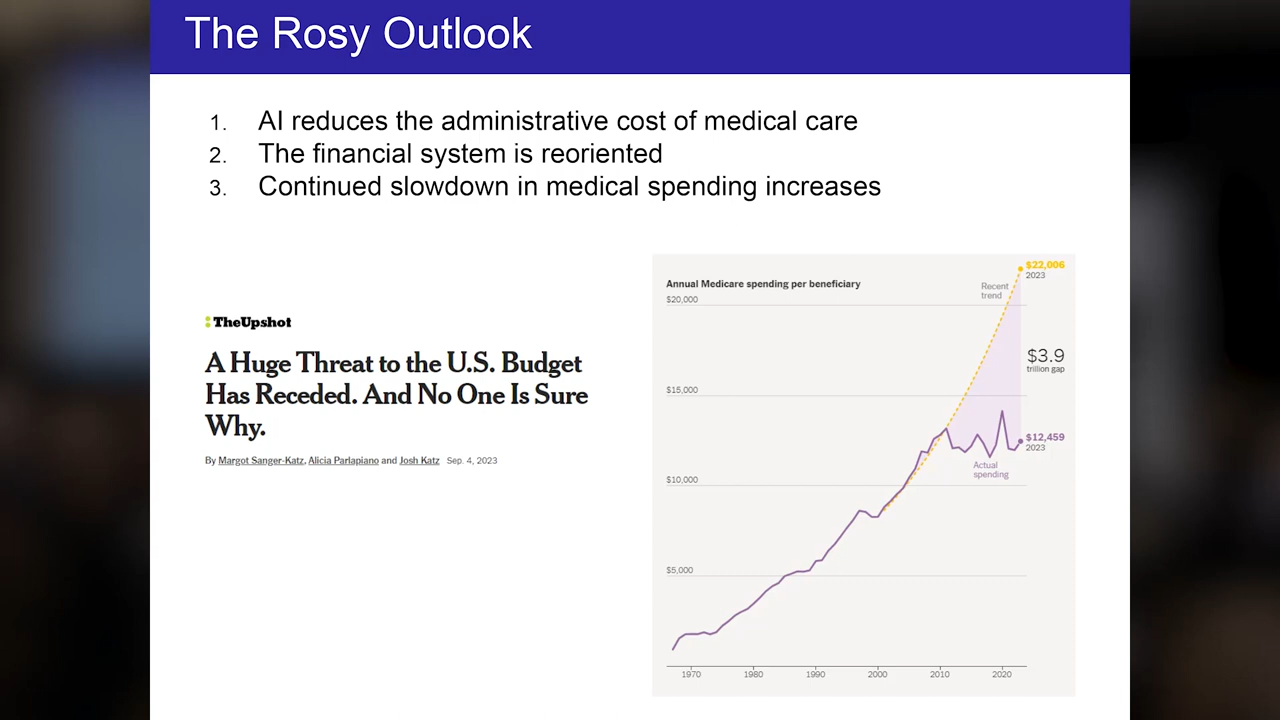 The Rosy Outlook
1. AI reduces the administrative cost of medical care
2. The financial system is reoriented
3. Continued slowdown in medical spending increases
TheUpshot
A Huge Threat to the U.S. Budget
Has Receded. And No One Is Sure
Why.
By Margot Sanger-Katz, Alicia Parlapiano and Josh Katz Sep. 4, 2023
Annual Medicare spending per beneficiary
$20,000
$15,000
$10,000
$5,000
Recent
trend
$22,006
2023
$3.9
trillion gap
$12,459
2023
Actual
spending
1970 1980 1990 2000 2010 2020